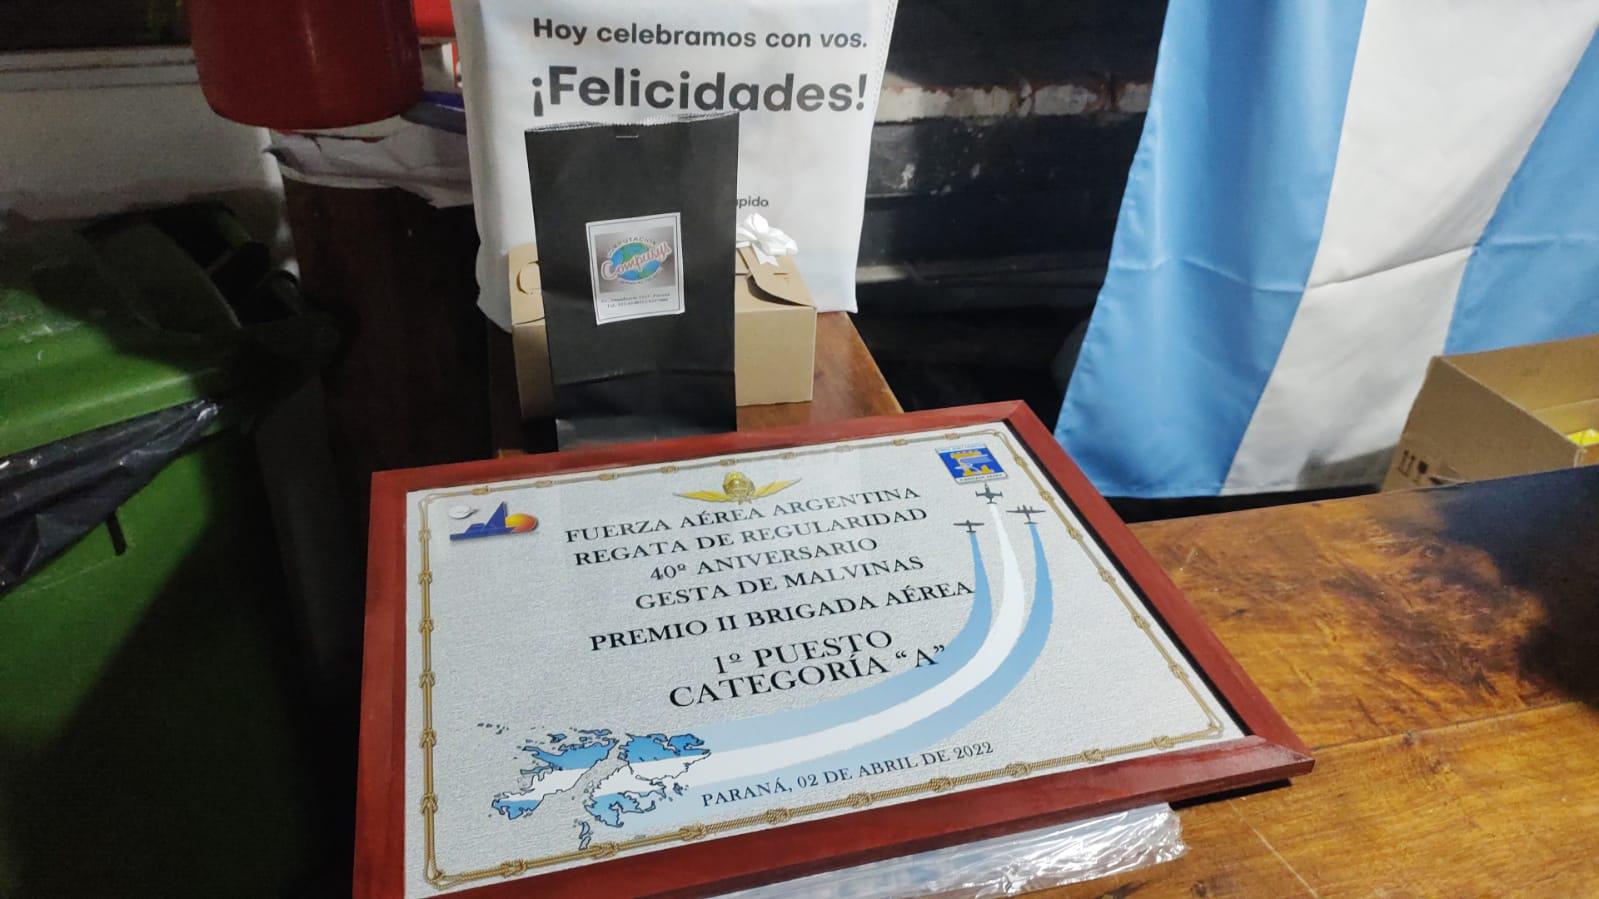 Hoy celebramos con vos.
¡Felicidades!
Compusys
FUERZA AÉREA ARGENTINA
REGATA DE REGULARIDAD
40º ANIVERSARIO
GESTA DE MALVINAS
PREMIO II BRIGADA AÉREA
1º PUESTO
CATEGORÍA “A”
PARANÁ, 02 DE ABRIL DE 2022